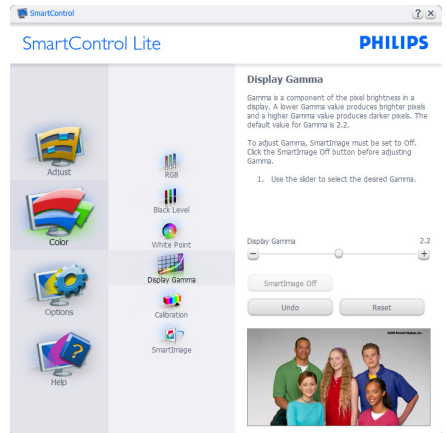 SmartControl
?
SmartControl Lite
PHILIPS
Adjust
Color
Options
Help
RGB
Black Level
White Point
Display Gamma
Calibration
SmartImage
Display Gamma
Gamma is a component of the pixel brightness in a
display. A lower Gamma value produces brighter pixels
and a higher Gamma value produces darker pixels. The
default value for Gamma is 2.2.
To adjust Gamma, SmartImage must be set to Off.
Click the SmartImage Off button before adjusting
Gamma.
1. Use the slider to select the desired Gamma.
Display Gamma 2.2
SmartImage Off
Undo Reset